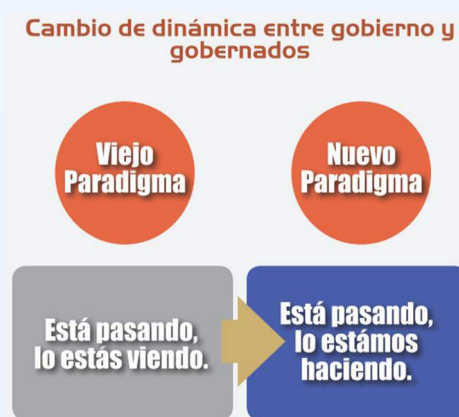 Cambio de dinámica entre gobierno y
gobernados
Viejo
Paradigma
Nuevo
Paradigma
Está pasando,
lo estás viendo.
Está pasando,
lo estámos
haciendo.